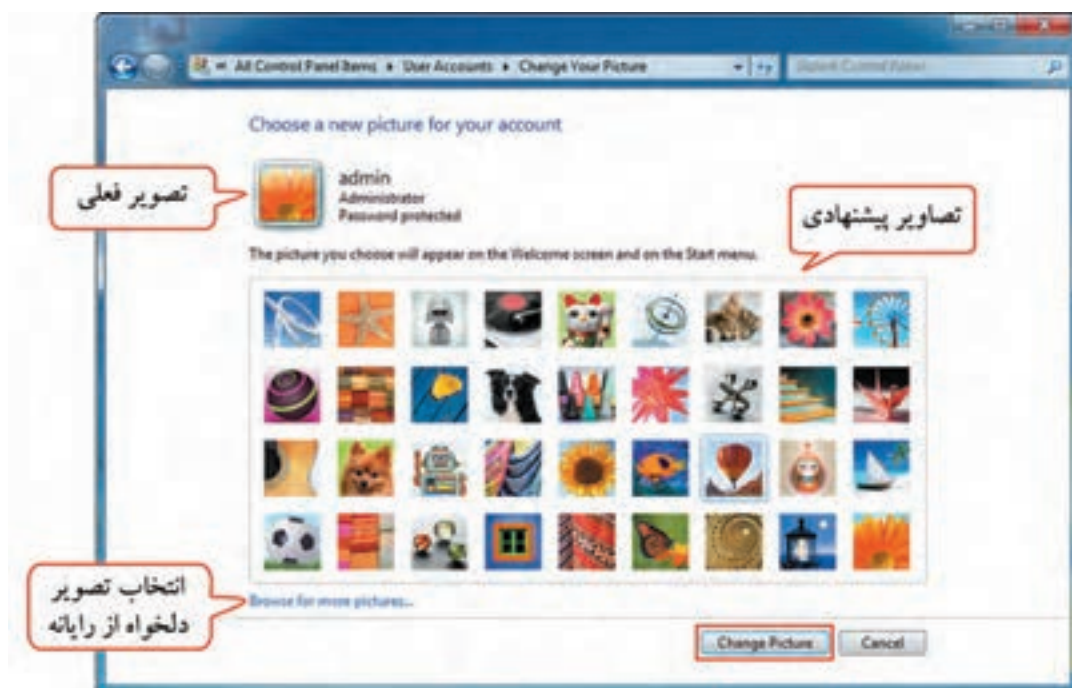 All Control Panel Items ▸ User Accounts ▸ Change Your Picture
Choose a new picture for your account
تصویر فعلی
admin
Administrator
Password protected
تصاویر پیشنهادی
The picture you choose will appear on the Welcome screen and on the Start menu.
انتخاب تصویر
دلخواه از رایانه
Browse for more pictures...
Change Picture
Cancel